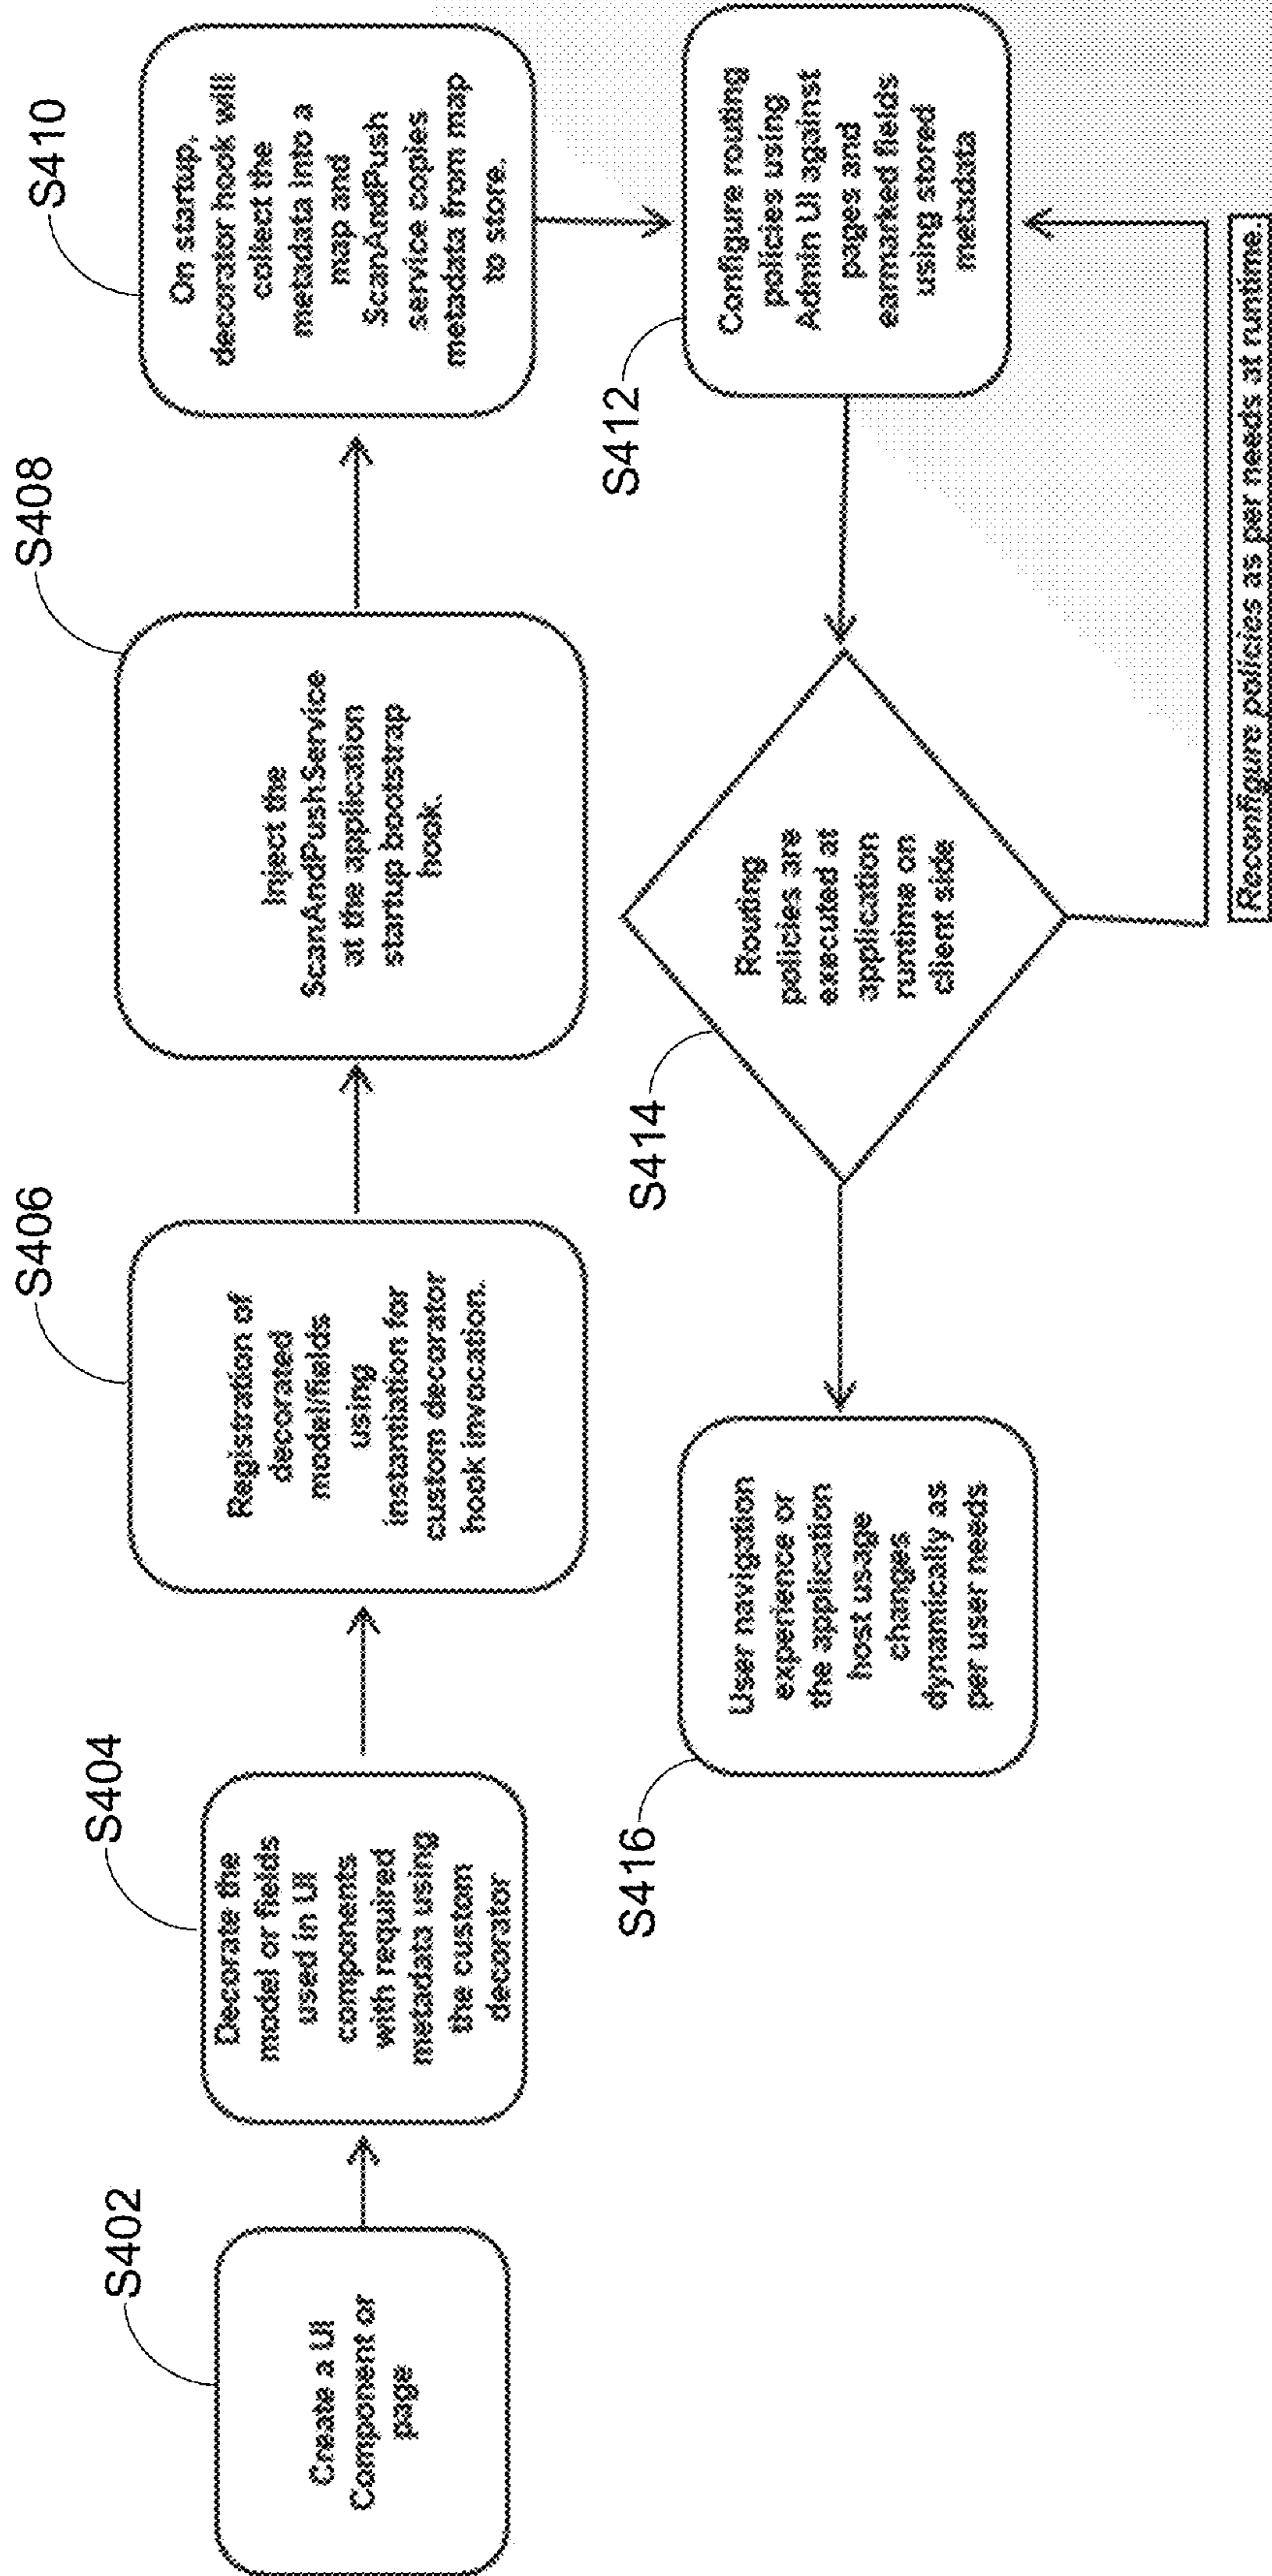 S402
Create a UI
Component or
page
S404
Decorate the
model or fields
used in UI
components
with required
metadata using
the custom
decorator
S406
Registration of
decorated
model/fields
using
instantiation for
custom decorator
hook invocation.
S408
Inject the
ScanAndPushService
at the application
startup bootstrap
hook.
S410
On startup,
decorator hook will
collect the
metadata into a
map and
ScanAndPush
service copies
metadata from map
to store.
S412
Configure routing
policies using
Admin UI against
pages and
earmarked fields
using stored
metadata
S414
Routing
policies are
executed at
application
runtime on
client side
Reconfigure policies as per needs at runtime.
S416
User navigation
experience or
the application
host usage
changes
dynamically as
per user needs